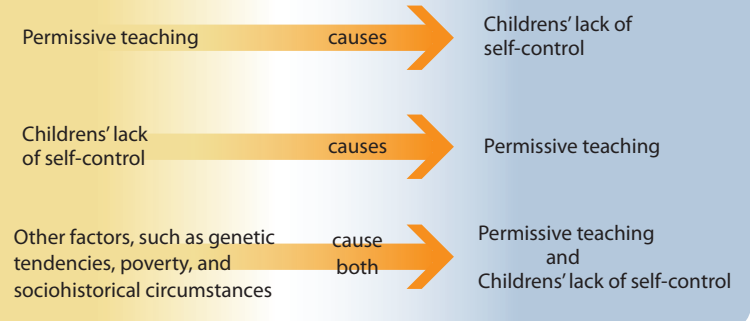 Permissive teaching causes Childrens' lack of
self-control
Childrens' lack
of self-control causes Permissive teaching
Other factors, such as genetic
tendencies, poverty, and
sociohistorical circumstances
cause
both
Permissive teaching
and
Childrens' lack of self-control